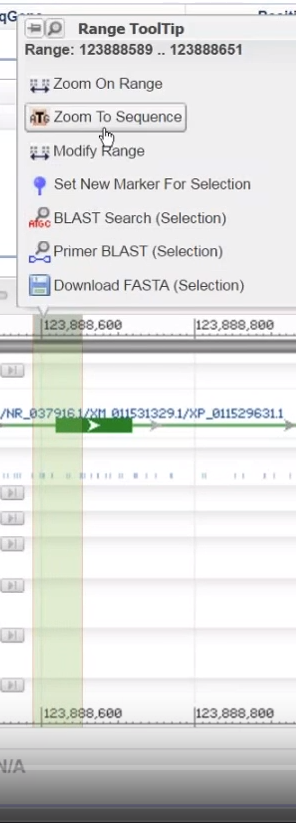 Range ToolTip
Range: 123888589 .. 123888651
Zoom On Range
ATG Zoom To Sequence
Modify Range
Set New Marker For Selection
ATGC BLAST Search (Selection)
Primer BLAST (Selection)
Download FASTA (Selection)
123,888,600 123,888,800
/NR_037916.1/XM_011531329.1/XP_011529631.1
123,888,600 123,888,800
N/A